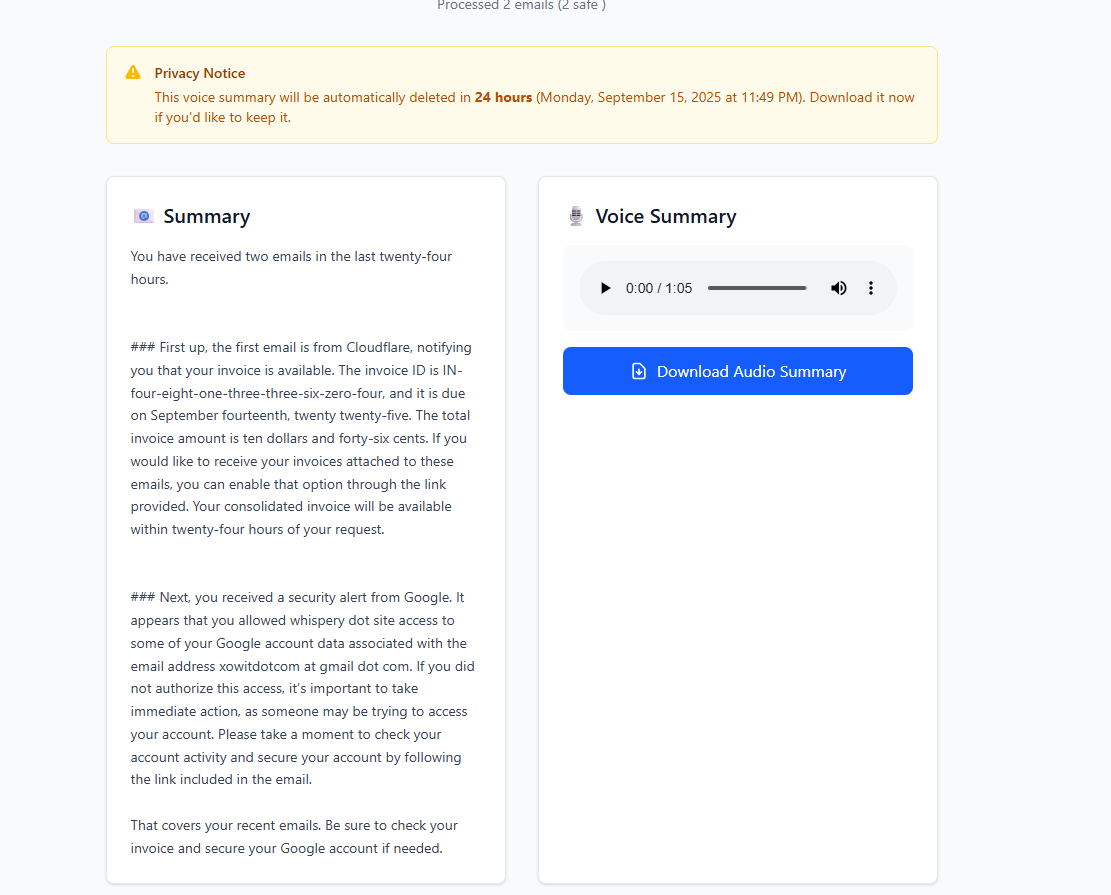 Processed 2 emails (2 safe )
Privacy Notice
This voice summary will be automatically deleted in 24 hours (Monday, September 15, 2025 at 11:49 PM). Download it now
if you'd like to keep it.
Summary
You have received two emails in the last twenty-four
hours.
### First up, the first email is from Cloudflare, notifying
you that your invoice is available. The invoice ID is IN-
four-eight-one-three-three-six-zero-four, and it is due
on September fourteenth, twenty twenty-five. The total
invoice amount is ten dollars and forty-six cents. If you
would like to receive your invoices attached to these
emails, you can enable that option through the link
provided. Your consolidated invoice will be available
within twenty-four hours of your request.
### Next, you received a security alert from Google. It
appears that you allowed whispery dot site access to
some of your Google account data associated with the
email address xowitdotcom at gmail dot com. If you did
not authorize this access, it's important to take
immediate action, as someone may be trying to access
your account. Please take a moment to check your
account activity and secure your account by following
the link included in the email.
That covers your recent emails. Be sure to check your
invoice and secure your Google account if needed.
Voice Summary
0:00 / 1:05
Download Audio Summary